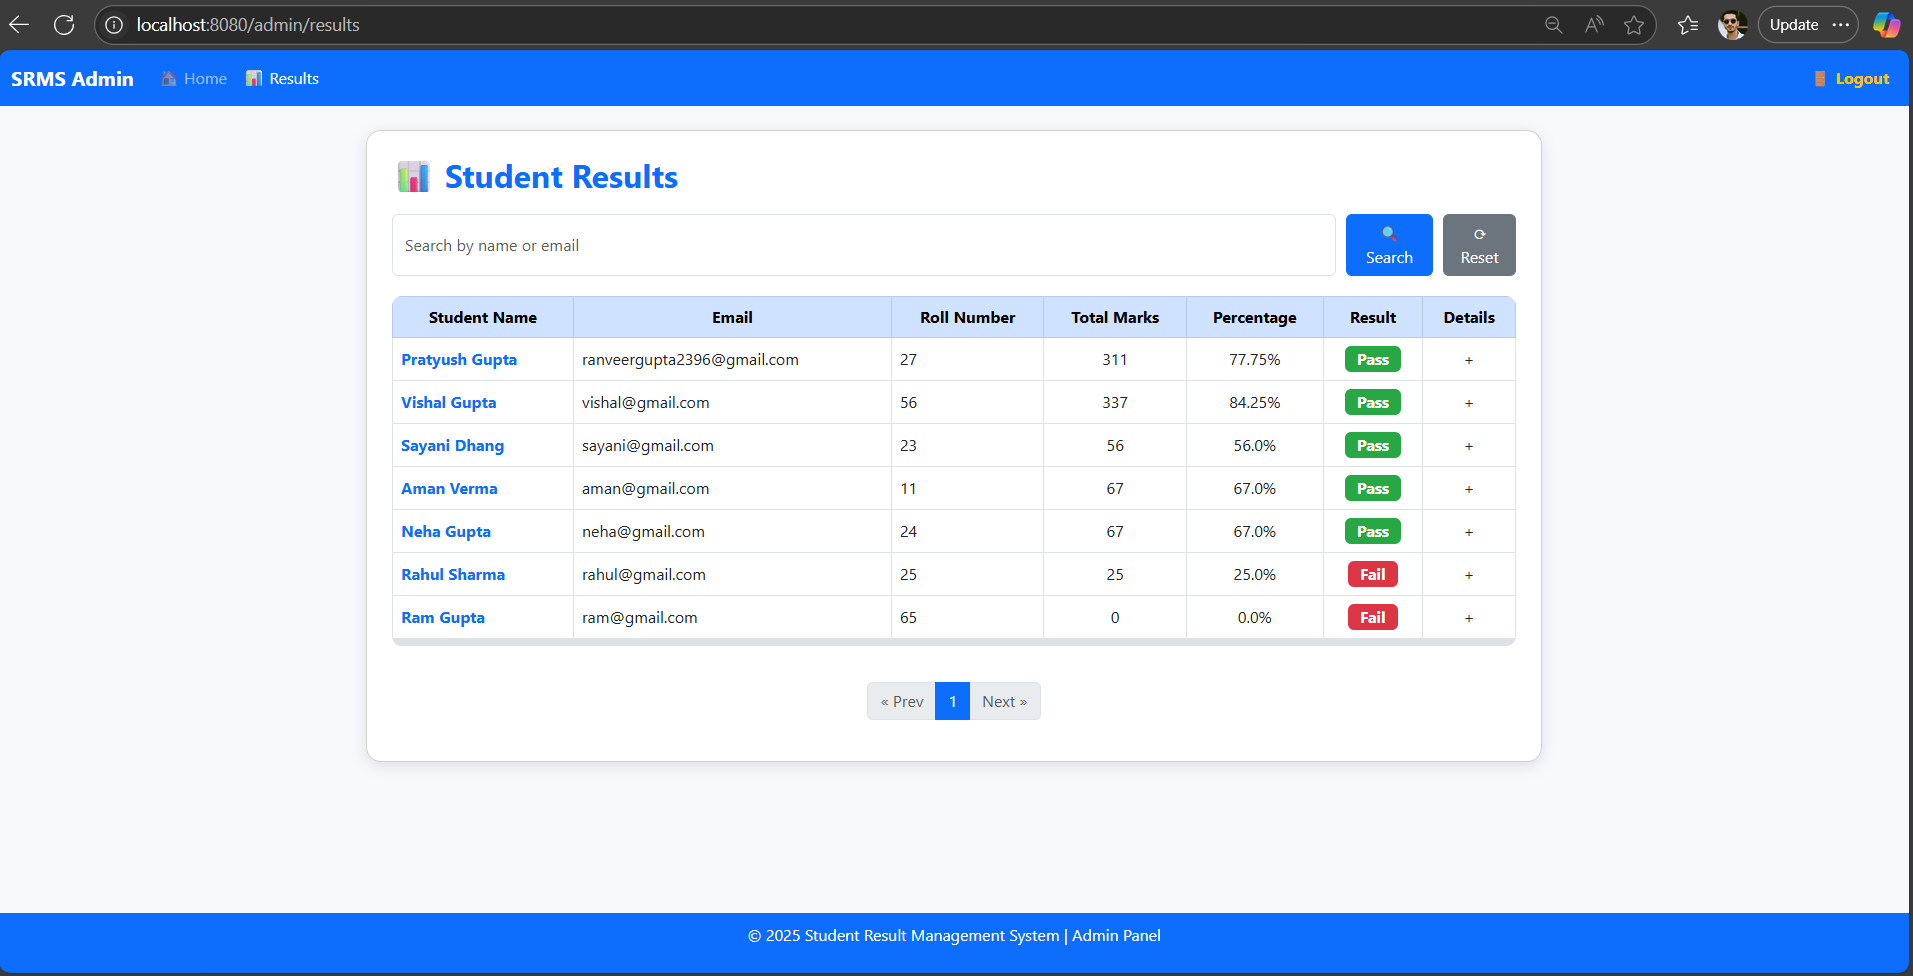 localhost:8080/admin/results
Update
SRMS Admin Home Results Logout
Student Results
Search by name or email Search Reset
Student Name Email Roll Number Total Marks Percentage Result Details
Pratyush Gupta ranveergupta2396@gmail.com 27 311 77.75% Pass +
Vishal Gupta vishal@gmail.com 56 337 84.25% Pass +
Sayani Dhang sayani@gmail.com 23 56 56.0% Pass +
Aman Verma aman@gmail.com 11 67 67.0% Pass +
Neha Gupta neha@gmail.com 24 67 67.0% Pass +
Rahul Sharma rahul@gmail.com 25 25 25.0% Fail +
Ram Gupta ram@gmail.com 65 0 0.0% Fail +
« Prev 1 Next »
© 2025 Student Result Management System | Admin Panel